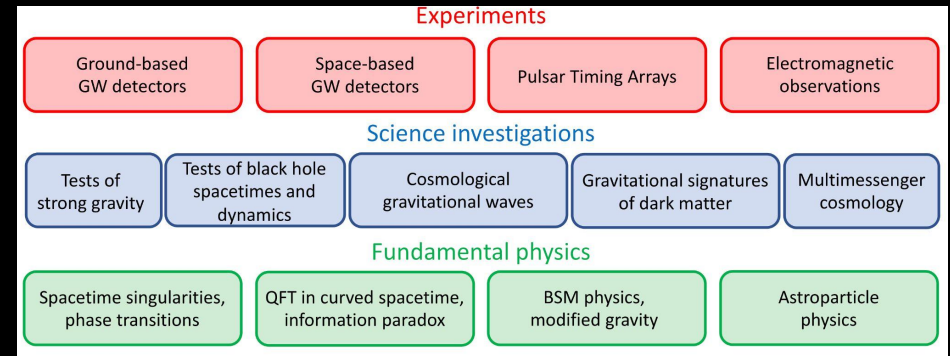 Experiments
Ground-based
GW detectors
Space-based
GW detectors
Pulsar Timing Arrays
Electromagnetic
observations
Science investigations
Tests of
strong gravity
Tests of black hole
spacetimes and
dynamics
Cosmological
gravitational waves
Gravitational signatures
of dark matter
Multimessenger
cosmology
Fundamental physics
Spacetime singularities,
phase transitions
QFT in curved spacetime,
information paradox
BSM physics,
modified gravity
Astroparticle
physics